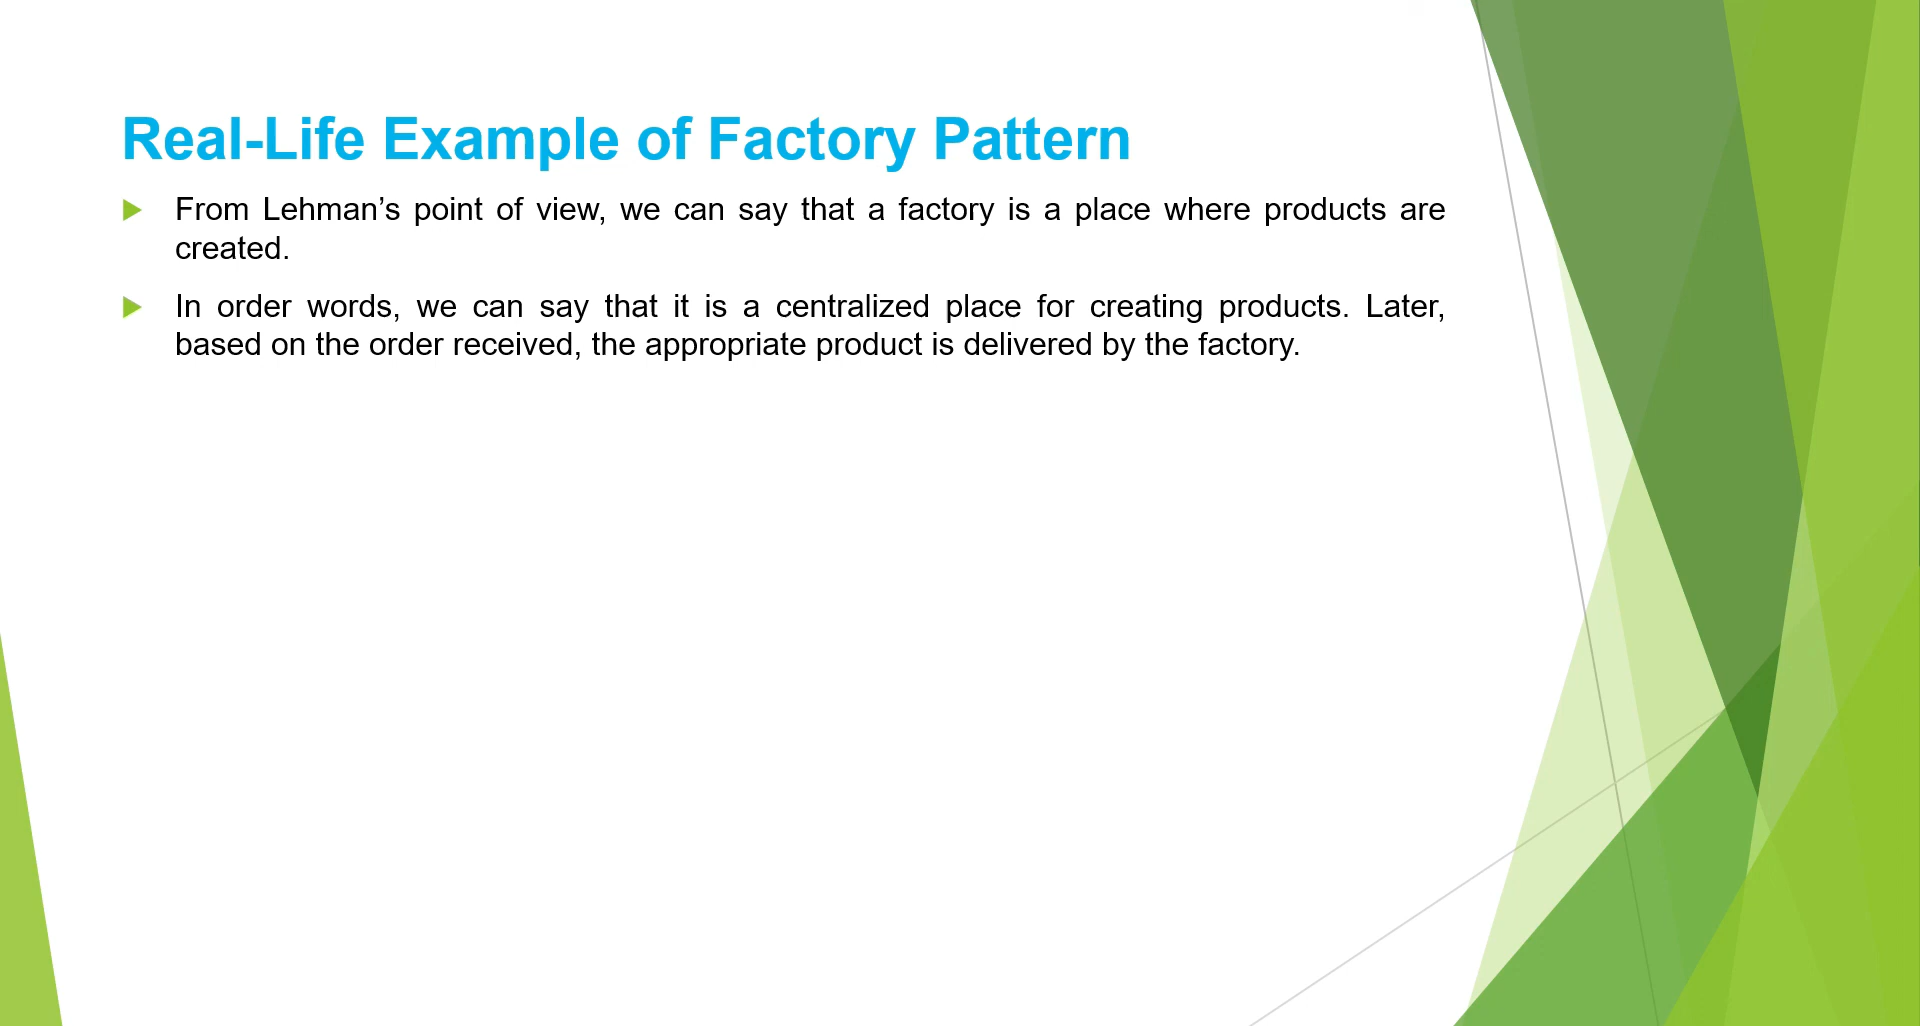 Real-Life Example of Factory Pattern
From Lehman’s point of view, we can say that a factory is a place where products are
created.
In order words, we can say that it is a centralized place for creating products. Later,
based on the order received, the appropriate product is delivered by the factory.